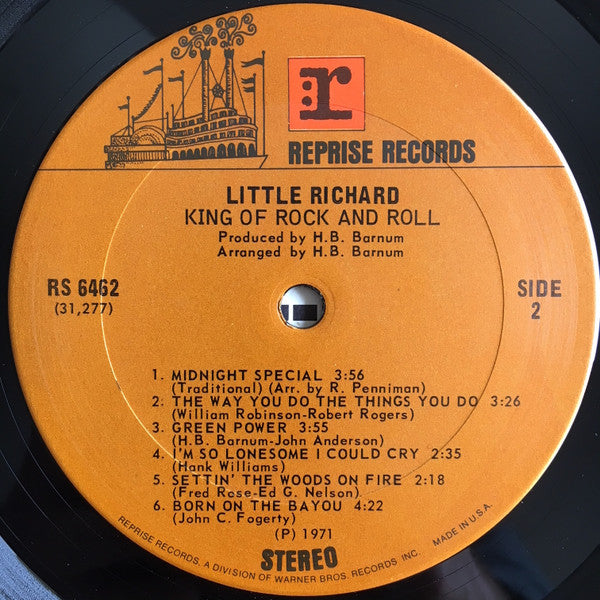 r
REPRISE RECORDS
LITTLE RICHARD
KING OF ROCK AND ROLL
Produced by H.B. Barnum
Arranged by H.B. Barnum
RS 6462
(31,277)
SIDE
2
1. MIDNIGHT SPECIAL 3:56
(Traditional) (Arr. by R. Penniman)
2. THE WAY YOU DO THE THINGS YOU DO 3:26
(William Robinson-Robert Rogers)
3. GREEN POWER 3:55
(H.B. Barnum-John Anderson)
4. I'M SO LONESOME I COULD CRY 2:35
(Hank Williams)
5. SETTIN' THE WOODS ON FIRE 2:18
(Fred Rose-Ed G. Nelson)
6. BORN ON THE BAYOU 4:22
(John C. Fogerty)
(P) 1971
STEREO
REPRISE RECORDS, A DIVISION OF WARNER BROS. RECORDS, INC.
MADE IN U.S.A.